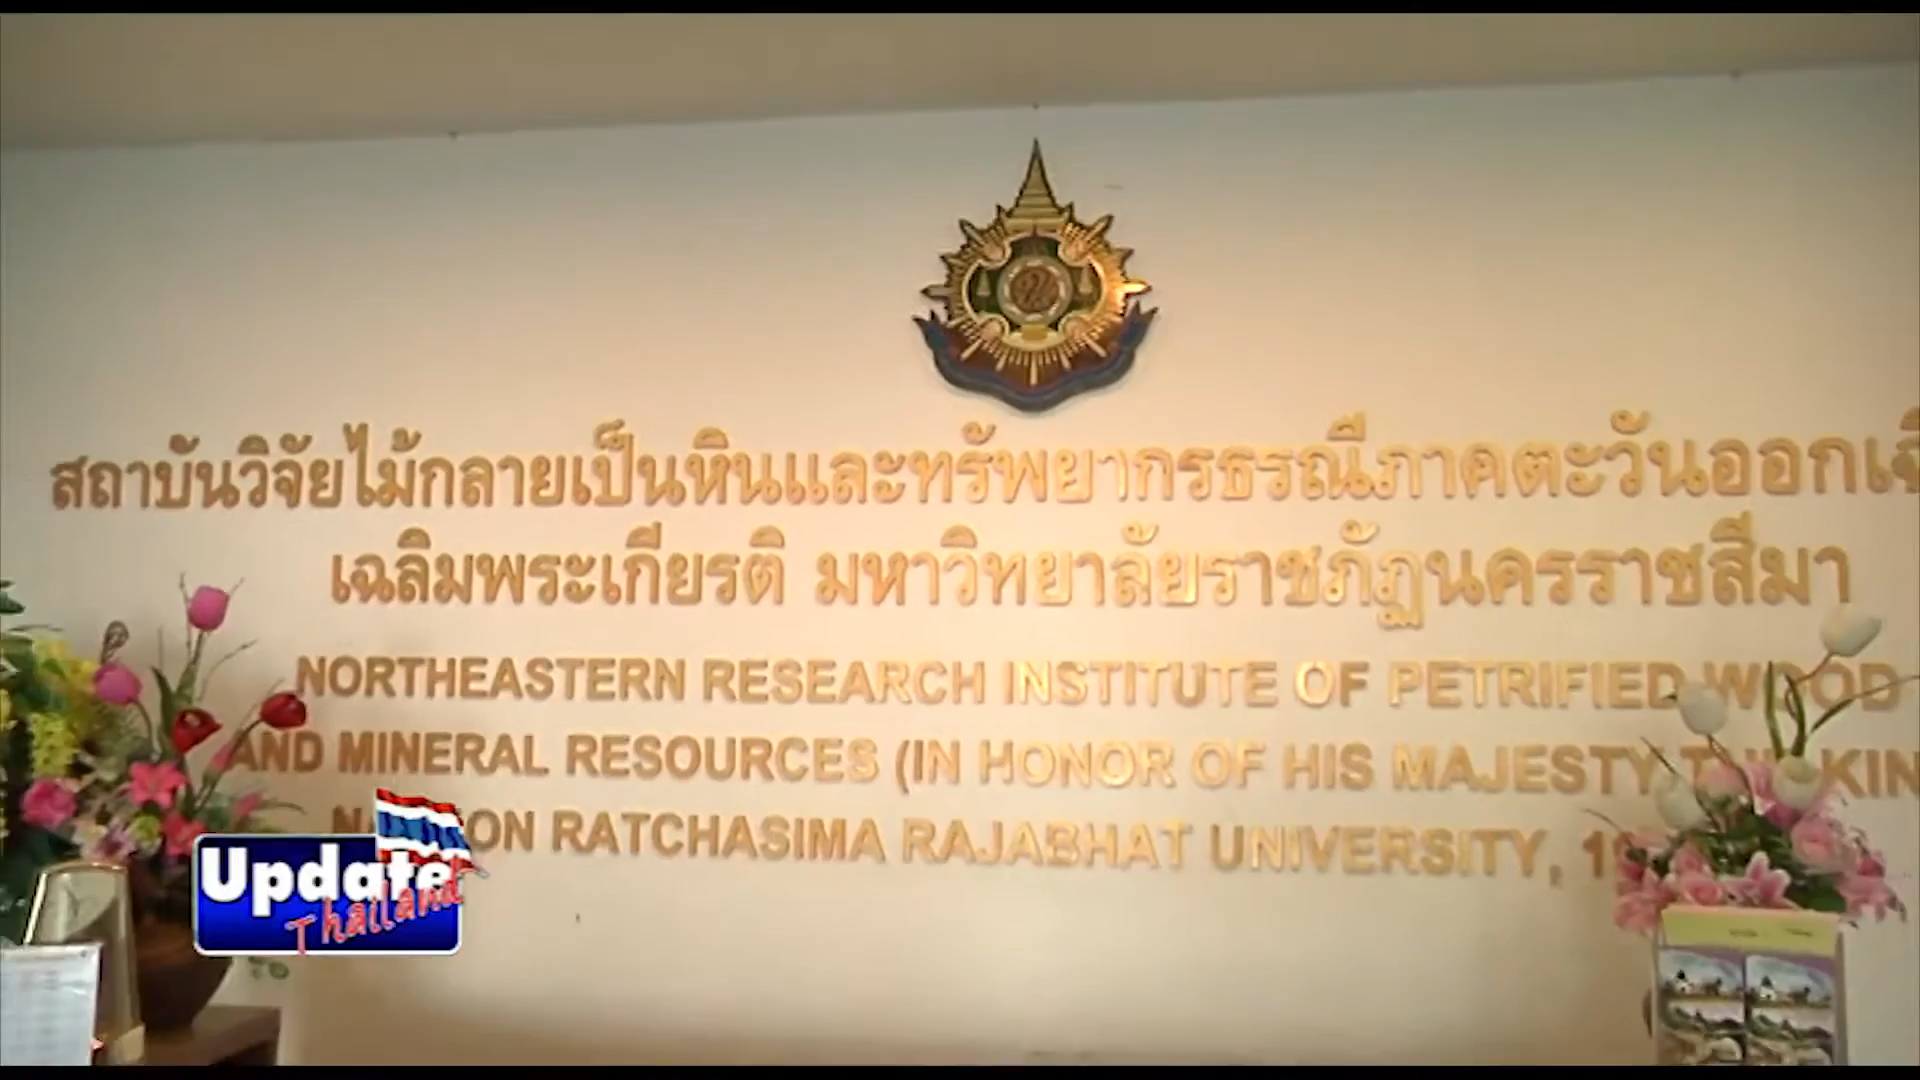 สถาบันวิจัยไม้กลายเป็นหินและทรัพยากรธรณีภาคตะวันออกเฉี
เฉลิมพระเกียรติ มหาวิทยาลัยราชภัฏนครราชสีมา
NORTHEASTERN RESEARCH INSTITUTE OF PETRIFIED WOOD
AND MINERAL RESOURCES (IN HONOR OF HIS MAJESTY KIN
RATCHASIMA RAJABHAT UNIVERSITY,
Update
Thailand